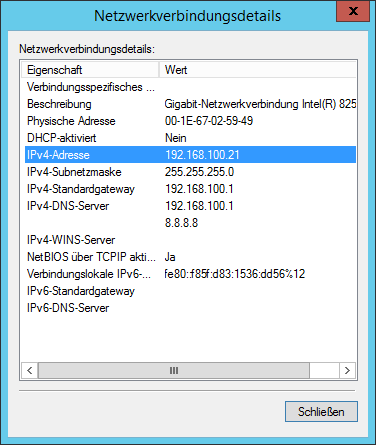 Netzwerkverbindungsdetails
Netzwerkverbindungsdetails:
Eigenschaft Wert
Verbindungsspezifisches ...
Beschreibung Gigabit-Netzwerkverbindung Intel(R) 825
Physische Adresse 00-1E-67-02-59-49
DHCP-aktiviert Nein
IPv4-Adresse 192.168.100.21
IPv4-Subnetzmaske 255.255.255.0
IPv4-Standardgateway 192.168.100.1
IPv4-DNS-Server 192.168.100.1
8.8.8.8
IPv4-WINS-Server
NetBIOS über TCPIP akti... Ja
Verbindungslokale IPv6-... fe80::f85f:d83:1536:dd56%12
IPv6-Standardgateway
IPv6-DNS-Server
Schließen